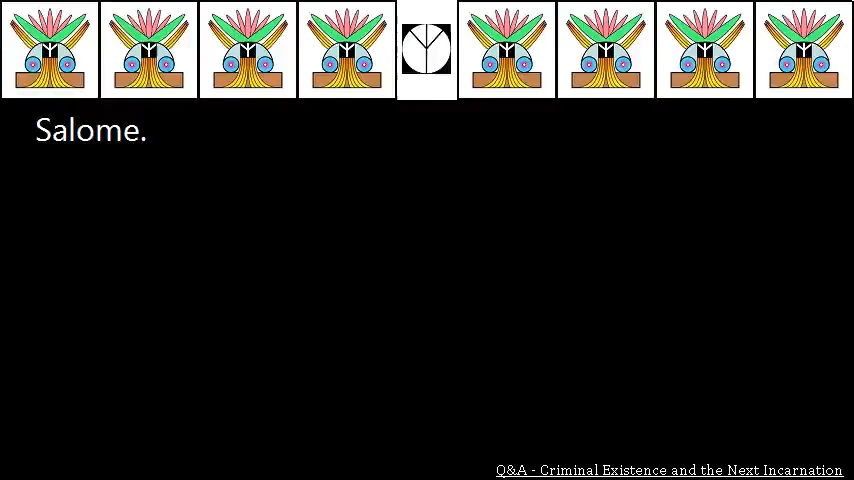 Salome.
Q&A - Criminal Existence and the Next Incarnation